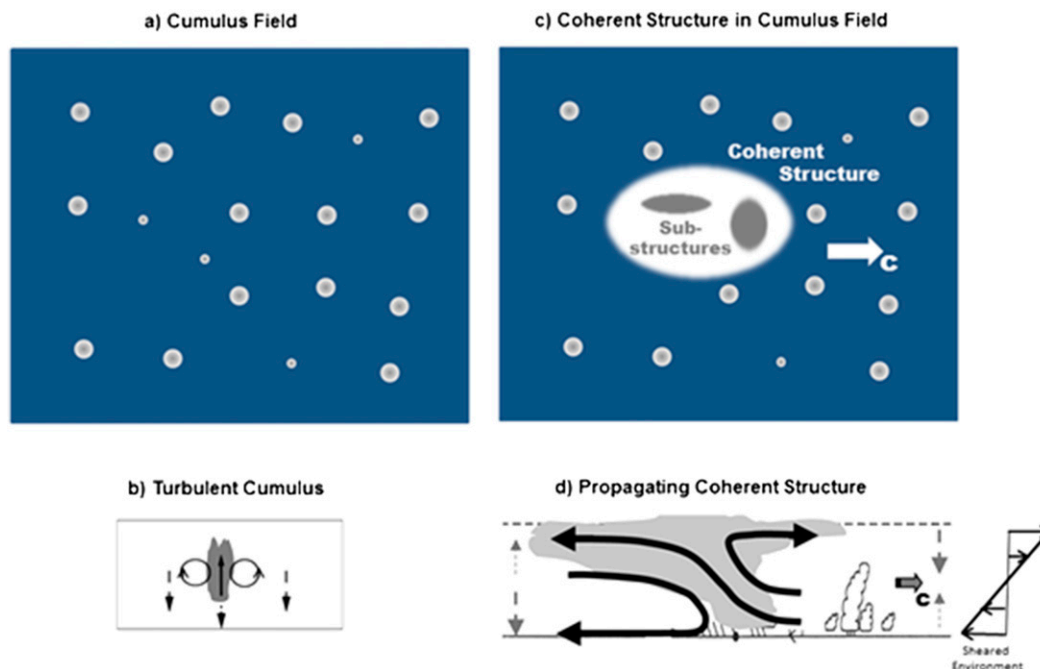 a) Cumulus Field
c) Coherent Structure in Cumulus Field
Coherent
Structure
Sub-
structures
C
b) Turbulent Cumulus
d) Propagating Coherent Structure
C
Sheared
Environment